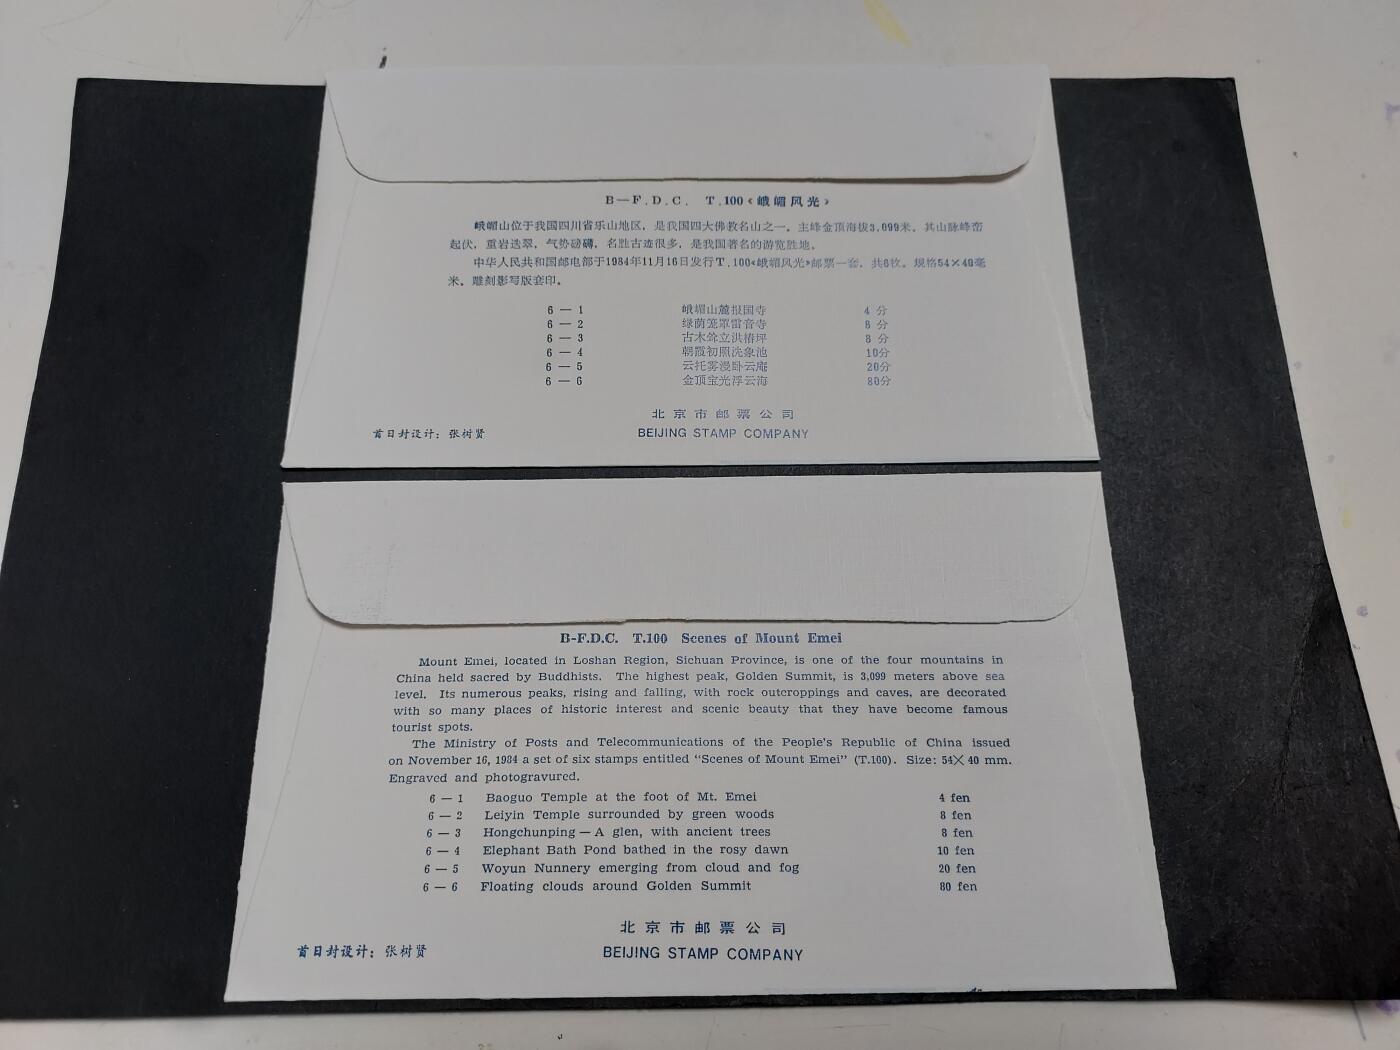 B—F.D.C. T.100《峨嵋风光》
峨嵋山位于我国四川省乐山地区，是我国四大佛教名山之一。主峰金顶海拔3,099米，其山脉峰峦
起伏，重岩迭翠，气势磅礴，名胜古迹很多，是我国著名的游览胜地。
中华人民共和国邮电部于1984年11月16日发行T.100《峨嵋风光》邮票一套，共6枚。规格54×40毫
米。雕刻影写版套印。
6—1 峨嵋山麓报国寺 4分
6—2 绿荫笼罩雷音寺 8分
6—3 古木耸立洪椿坪 8分
6—4 朝霞初照洗象池 10分
6—5 云托雾漫卧云庵 20分
6—6 金顶宝光浮云海 80分
北京市邮票公司
首日封设计：张树贤 BEIJING STAMP COMPANY
B-F.D.C. T.100 Scenes of Mount Emei
Mount Emei, located in Loshan Region, Sichuan Province, is one of the four mountains in
China held sacred by Buddhists. The highest peak, Golden Summit, is 3,099 meters above sea
level. Its numerous peaks, rising and falling, with rock outcroppings and caves, are decorated
with so many places of historic interest and scenic beauty that they have become famous
tourist spots.
The Ministry of Posts and Telecommunications of the People's Republic of China issued
on November 16, 1984 a set of six stamps entitled "Scenes of Mount Emei" (T.100). Size: 54×40 mm.
Engraved and photogravured.
6—1 Baoguo Temple at the foot of Mt. Emei 4 fen
6—2 Leiyin Temple surrounded by green woods 8 fen
6—3 Hongchunping—A glen, with ancient trees 8 fen
6—4 Elephant Bath Pond bathed in the rosy dawn 10 fen
6—5 Woyun Nunnery emerging from cloud and fog 20 fen
6—6 Floating clouds around Golden Summit 80 fen
北京市邮票公司
首日封设计：张树贤 BEIJING STAMP COMPANY